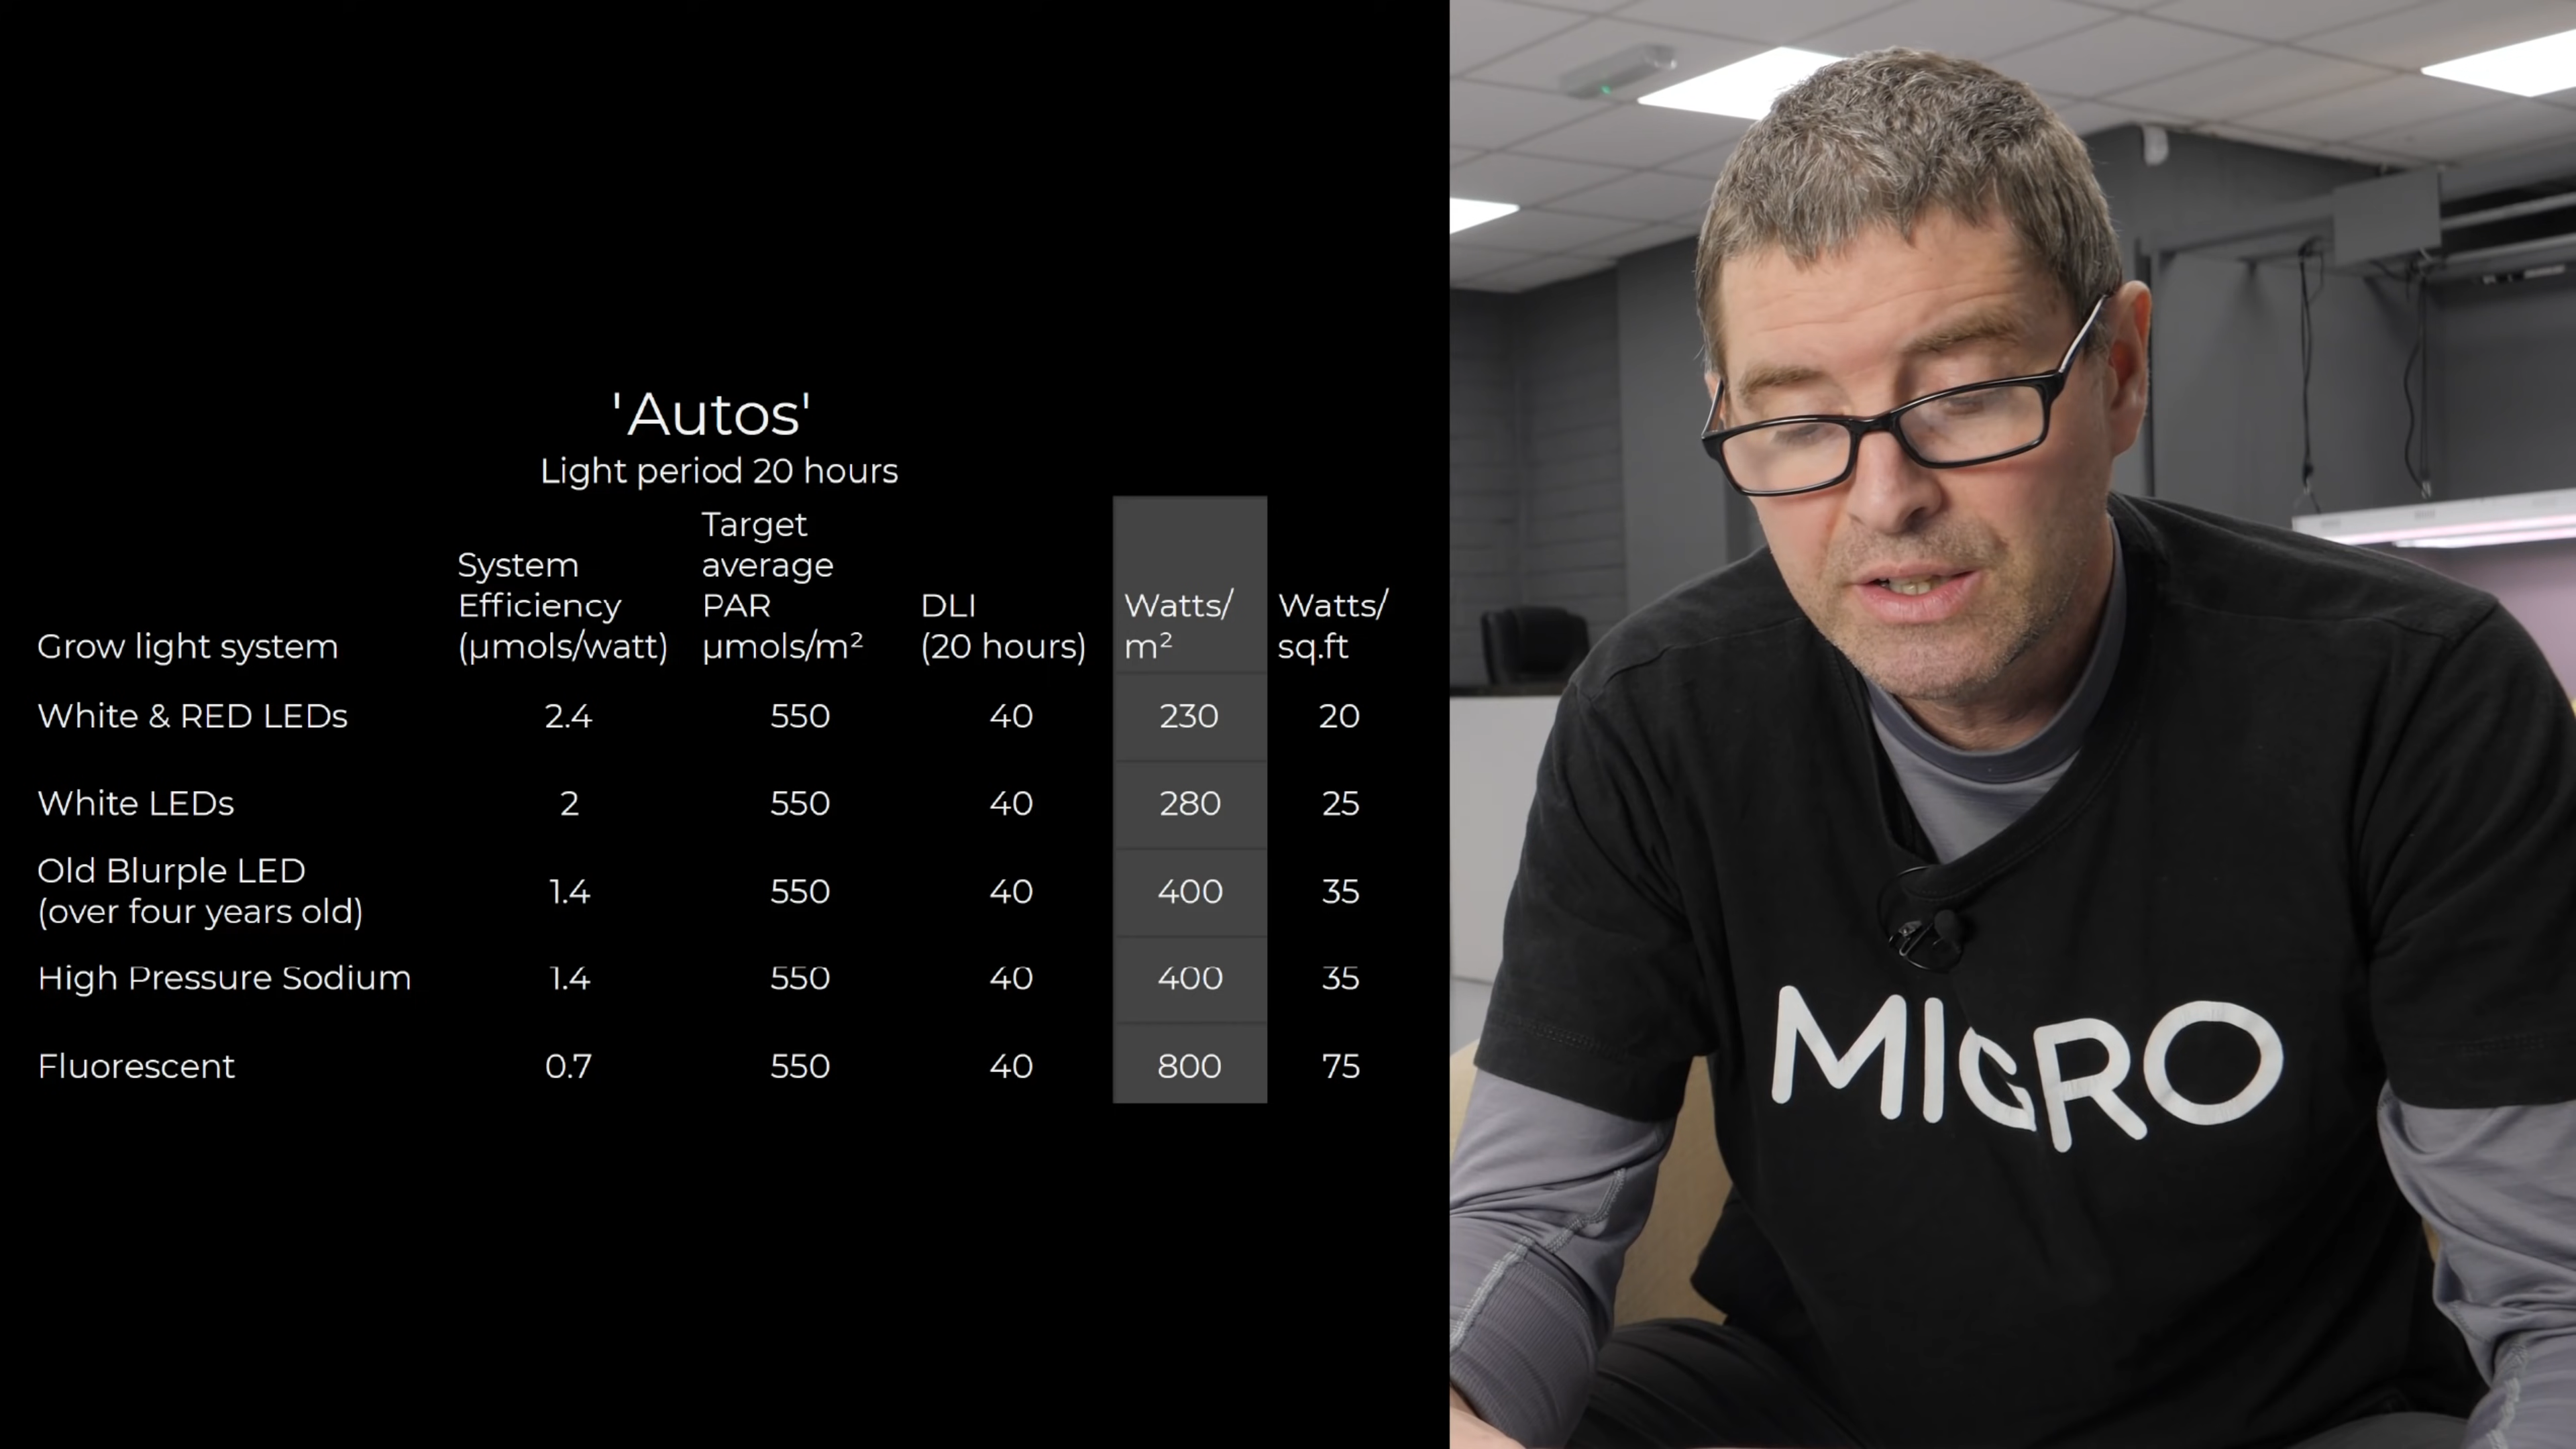 'Autos'
Light period 20 hours
Grow light system
System
Efficiency
(µmols/watt)
Target
average
PAR
µmols/m²
DLI
(20 hours)
Watts/
m²
Watts/
sq.ft
White & RED LEDs 2.4 550 40 230 20
White LEDs 2 550 40 280 25
Old Blurple LED
(over four years old) 1.4 550 40 400 35
High Pressure Sodium 1.4 550 40 400 35
Fluorescent 0.7 550 40 800 75
MIGRO